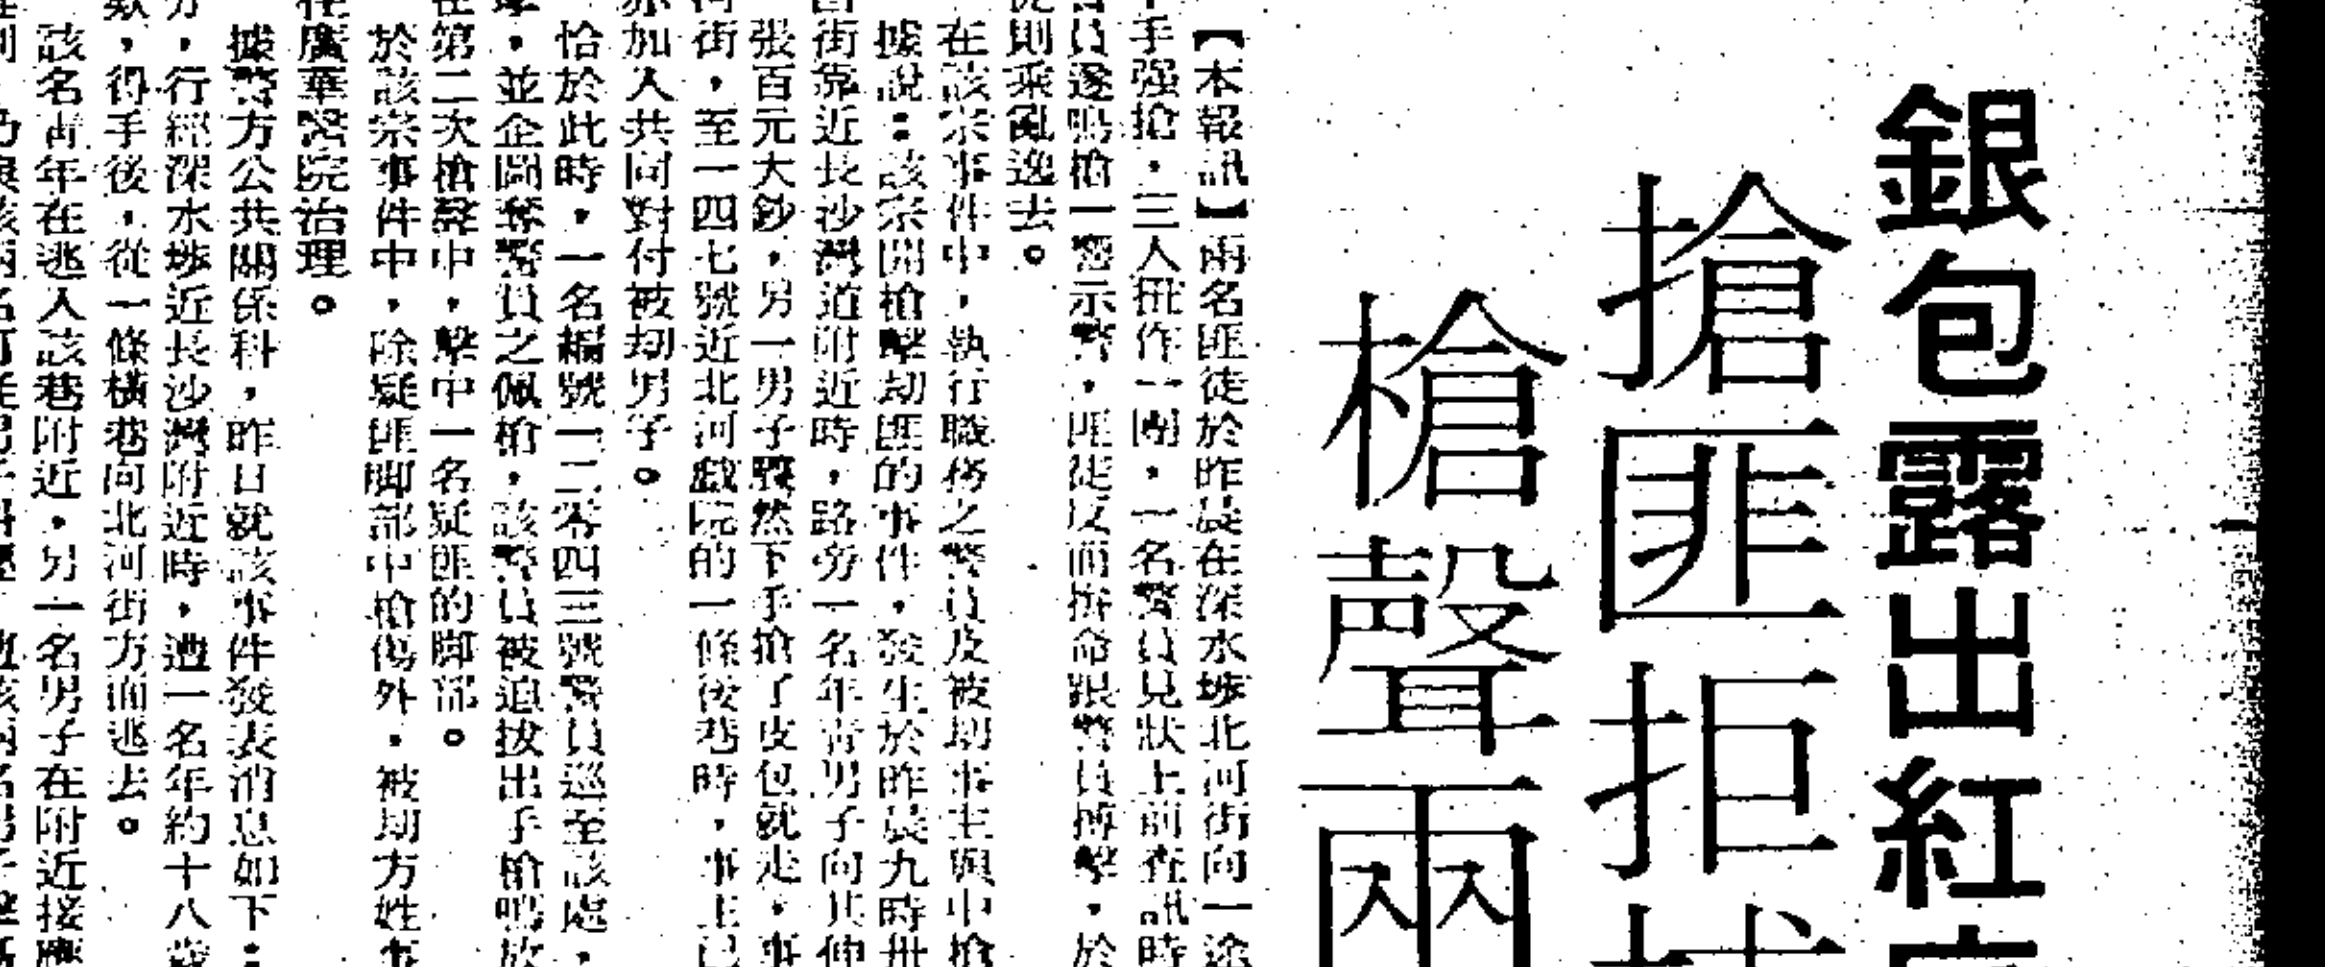 銀包露出紅
搶匪拒
槍聲兩
【本報訊】兩名匪徒於昨晨在深水埗北河街向一途
手强搶，三人扭作一團，一名警員見狀上前查訊時
警員遂鳴槍一響示警，匪徒反而拚命跟警員搏擊，於
則乘亂逸去。
在該宗事件中，執行職務之警員及被刧事主與中槍
據說：該宗開槍擊劫匪的事件，發生於昨晨九時卅
街靠近長沙灣道附近時，路旁一名年青男子向其伸
張百元大鈔，另一男子驟然下手搶了皮包就走，事
河街，至一四七號近北河戲院的一條後巷時，事主已
亦加入共同對付被刼男子。
恰於此時，一名編號一二零四三號警員巡至該處，
，並企圖奪警員之佩槍，該警員被迫拔出手槍鳴放
在第二次槍聲中，擊中一名疑匪的脚部。
於該宗事件中，除疑匪脚部中槍傷外，被刧方姓事
往廣華醫院治理。
據警方公共關係科，昨日就該事件發表消息如下：
，行經深水埗近長沙灣附近時，遭一名年約十八歲
欵，得手後，從一條橫巷向北河街方面逃去。
該名青年在逃入該巷附近，另一名男子在附近接應